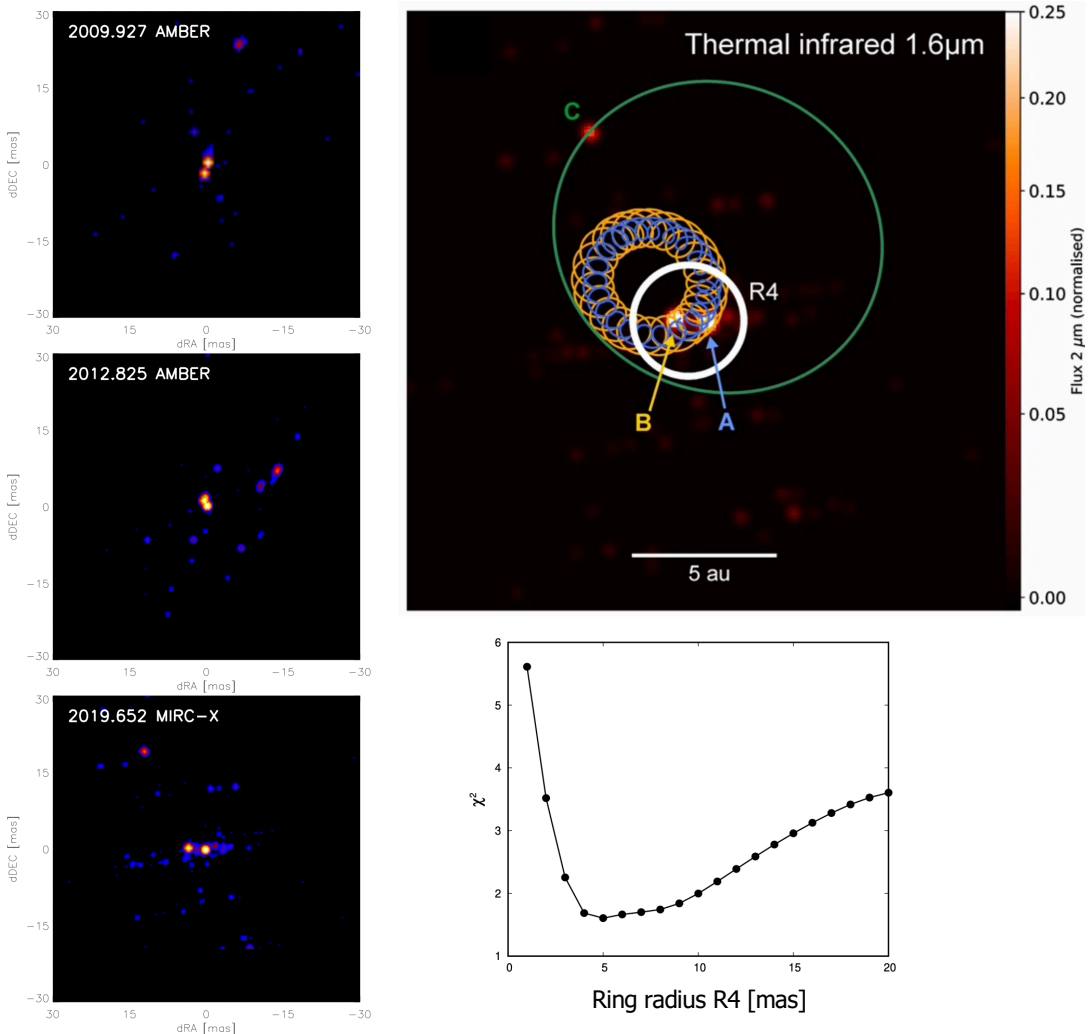 2009.927 AMBER
30
15
0
-15
-30
dDEC [mas]
30
15
0
-15
-30
dRA [mas]
2012.825 AMBER
30
15
0
-15
-30
dDEC [mas]
30
15
0
-15
-30
dRA [mas]
2019.652 MIRC-X
30
15
0
-15
-30
dDEC [mas]
30
15
0
-15
-30
dRA [mas]
Thermal infrared 1.6μm
C
R4
B
A
5 au
0.25
0.20
0.15
0.10
0.05
0.00
Flux 2 μm (normalised)
6
5
4
3
2
1
χ²
0
5
10
15
20
Ring radius R4 [mas]